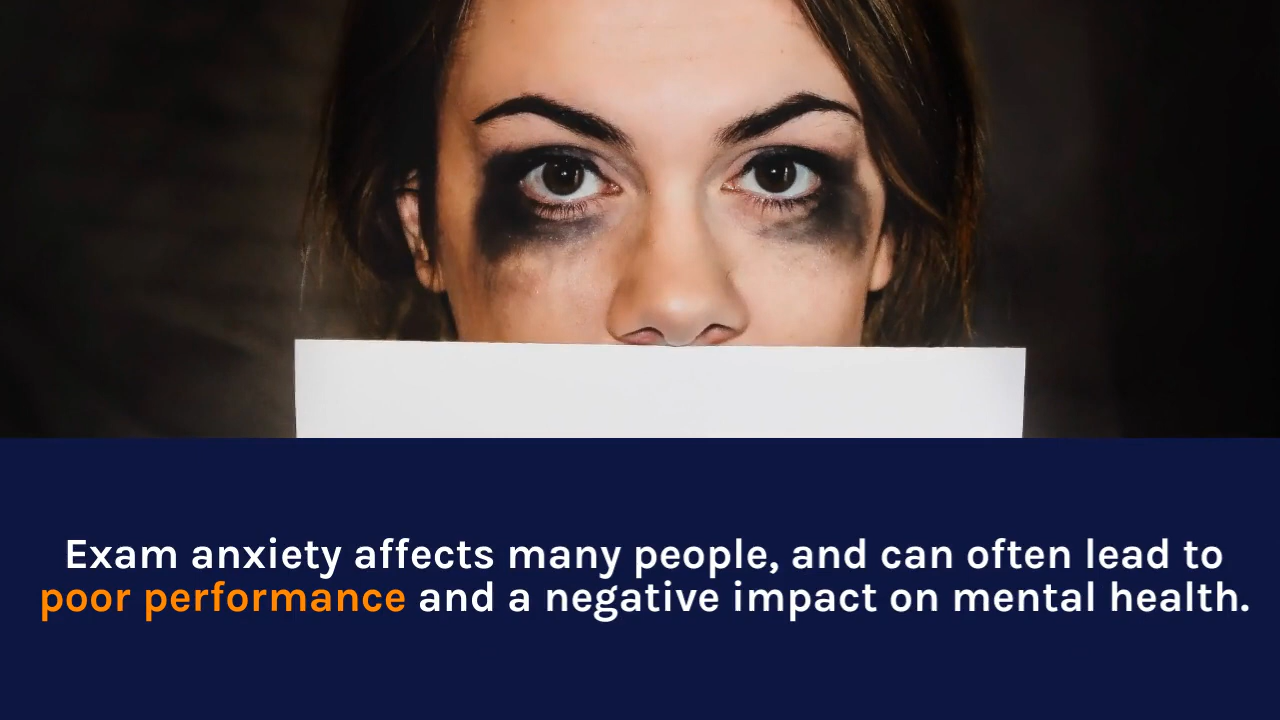 Exam anxiety affects many people, and can often lead to
poor performance and a negative impact on mental health.